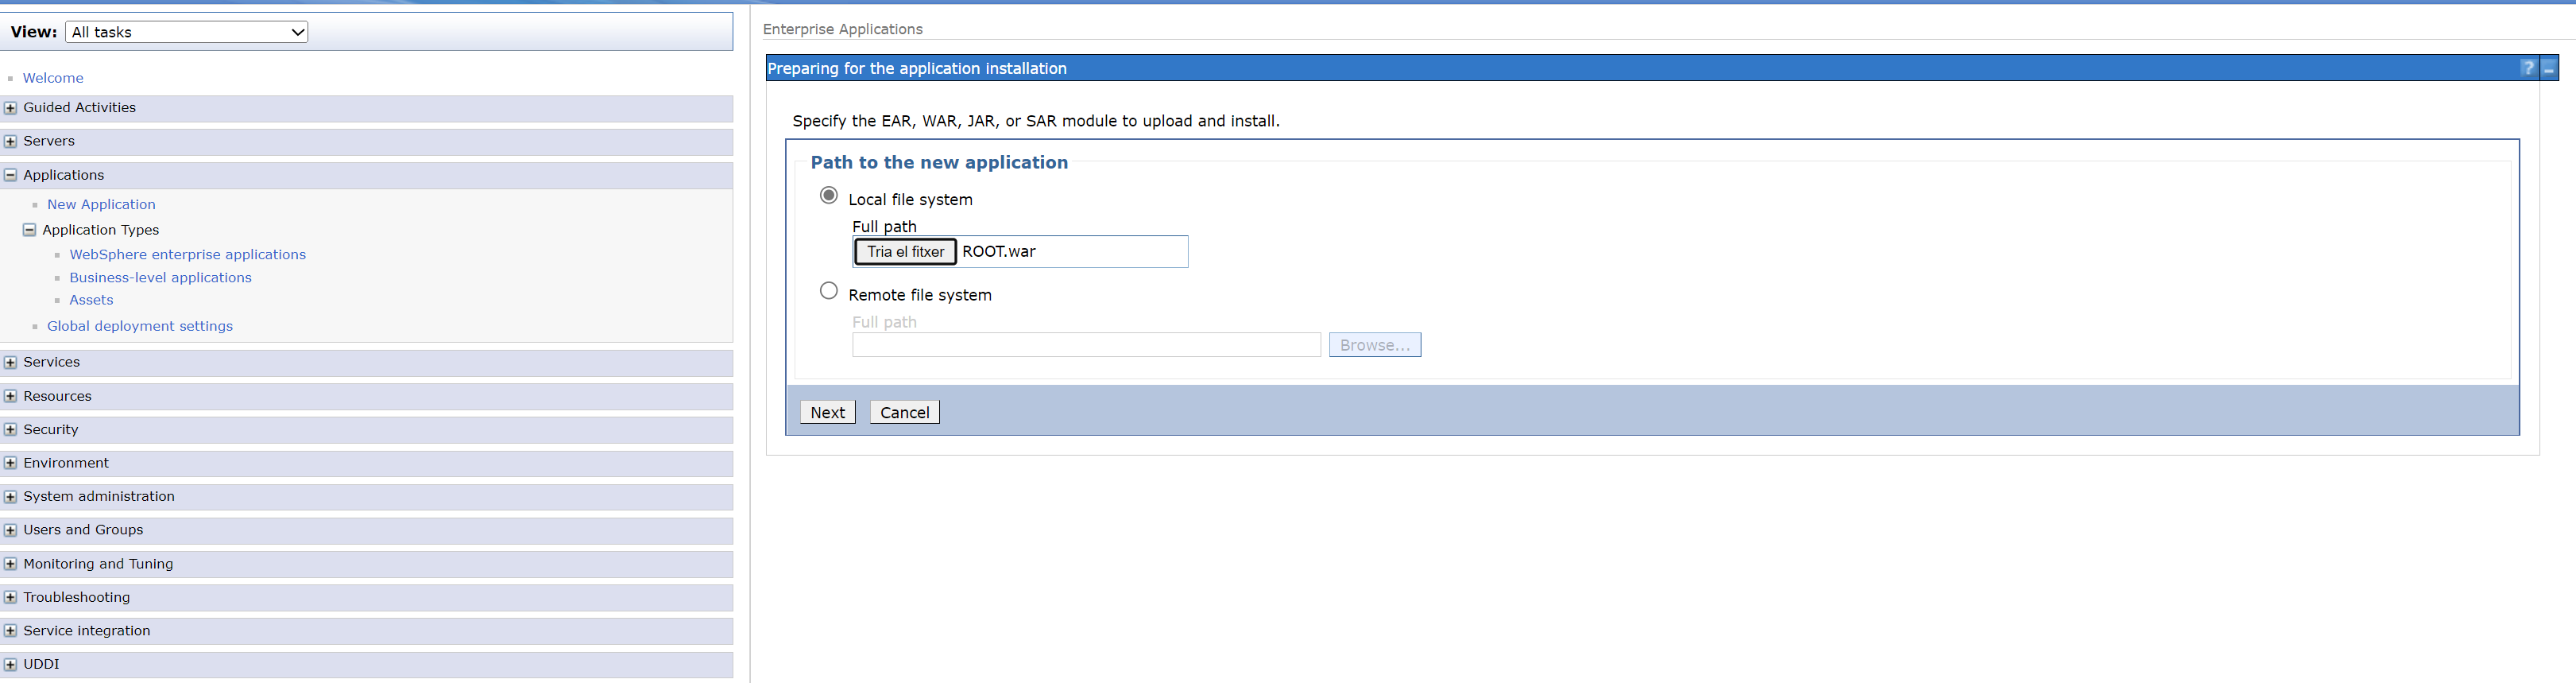 View: All tasks
Welcome
Guided Activities
Servers
Applications
New Application
Application Types
WebSphere enterprise applications
Business-level applications
Assets
Global deployment settings
Services
Resources
Security
Environment
System administration
Users and Groups
Monitoring and Tuning
Troubleshooting
Service integration
UDDI
Enterprise Applications
Preparing for the application installation ? _
Specify the EAR, WAR, JAR, or SAR module to upload and install.
Path to the new application
Local file system
Full path
Tria el fitxer ROOT.war
Remote file system
Full path
Browse...
Next Cancel